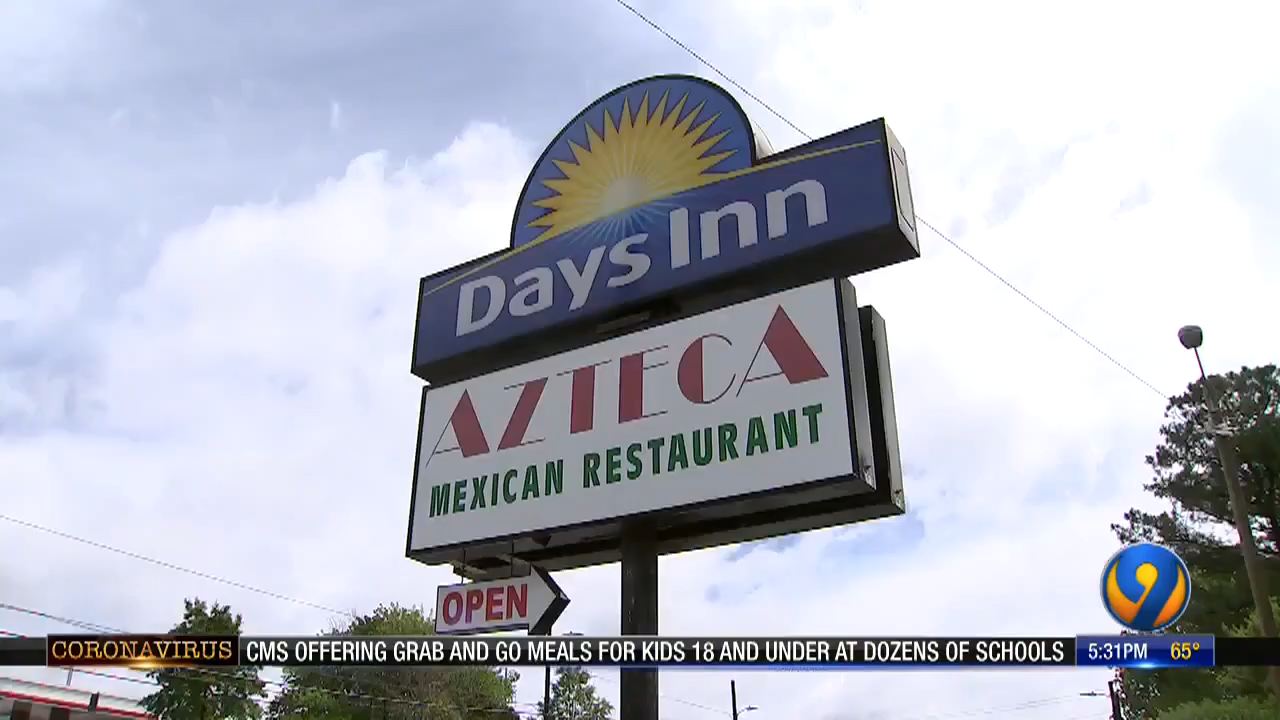 Days Inn
AZTECA
MEXICAN RESTAURANT
OPEN
9
CORONAVIRUS CMS OFFERING GRAB AND GO MEALS FOR KIDS 18 AND UNDER AT DOZENS OF SCHOOLS 5:31PM 65°